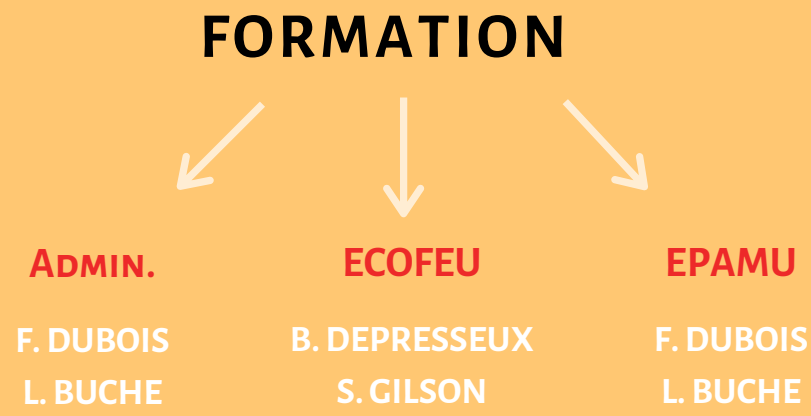 FORMATION
Admin.
F. DUBOIS
L. BUCHE
ECOFEU
B. DEPRESSEUX
S. GILSON
EPAMU
F. DUBOIS
L. BUCHE